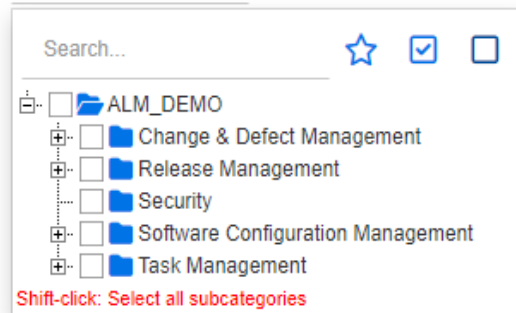 Search...
ALM_DEMO
Change & Defect Management
Release Management
Security
Software Configuration Management
Task Management
Shift-click: Select all subcategories